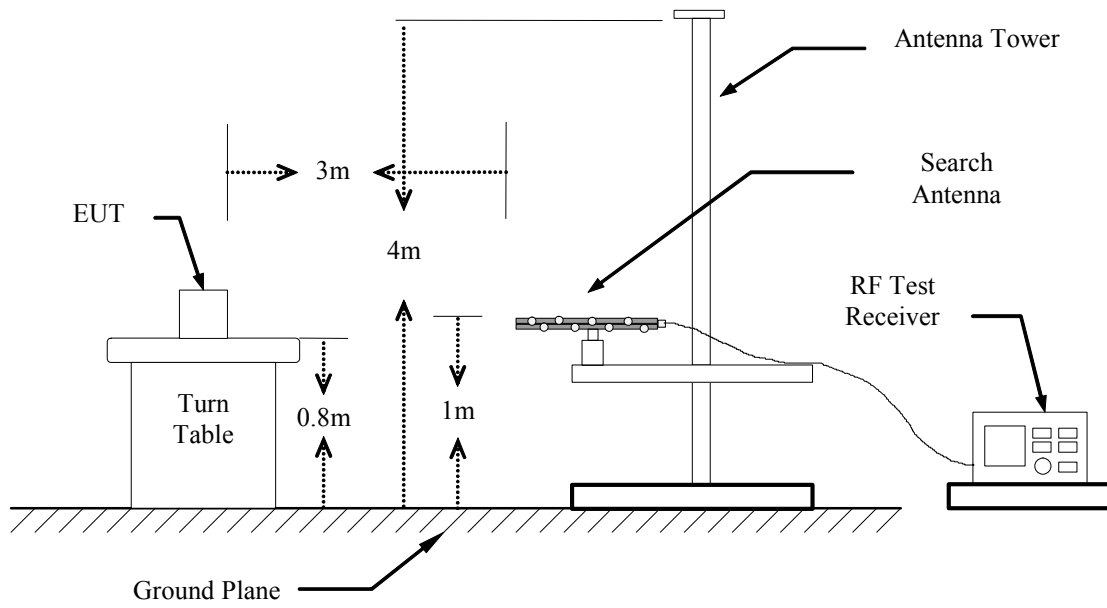 Antenna Tower
3m
Search
Antenna
EUT
4m
RF Test
Receiver
Turn
Table
0.8m
1m
Ground Plane